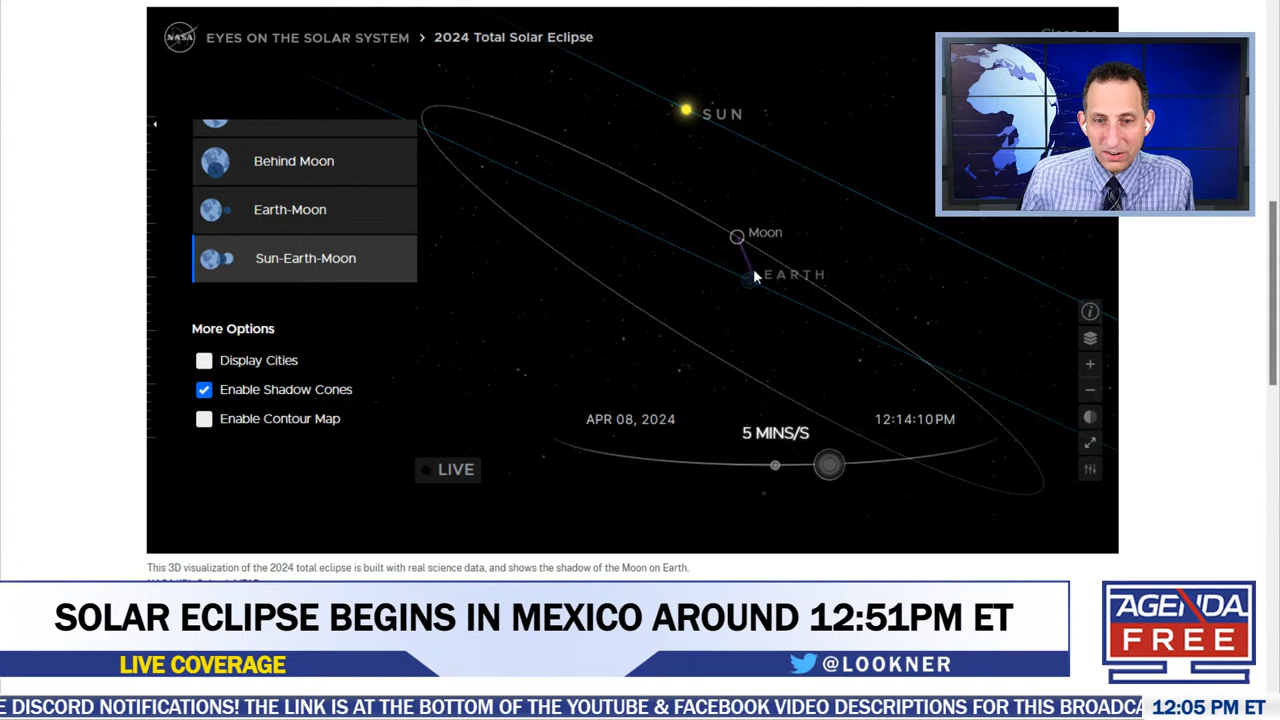 NASA
EYES ON THE SOLAR SYSTEM > 2024 Total Solar Eclipse
SUN
Behind Moon
Earth-Moon
Moon
Sun-Earth-Moon
EARTH
More Options
Display Cities
Enable Shadow Cones
Enable Contour Map
APR 08, 2024
12:14:10 PM
5 MINS/S
LIVE
This 3D visualization of the 2024 total eclipse is built with real science data, and shows the shadow of the Moon on Earth.
SOLAR ECLIPSE BEGINS IN MEXICO AROUND 12:51PM ET
AGENDA
FREE
LIVE COVERAGE
@LOOKNER
E DISCORD NOTIFICATIONS! THE LINK IS AT THE BOTTOM OF THE YOUTUBE & FACEBOOK VIDEO DESCRIPTIONS FOR THIS BROADCA
12:05 PM ET